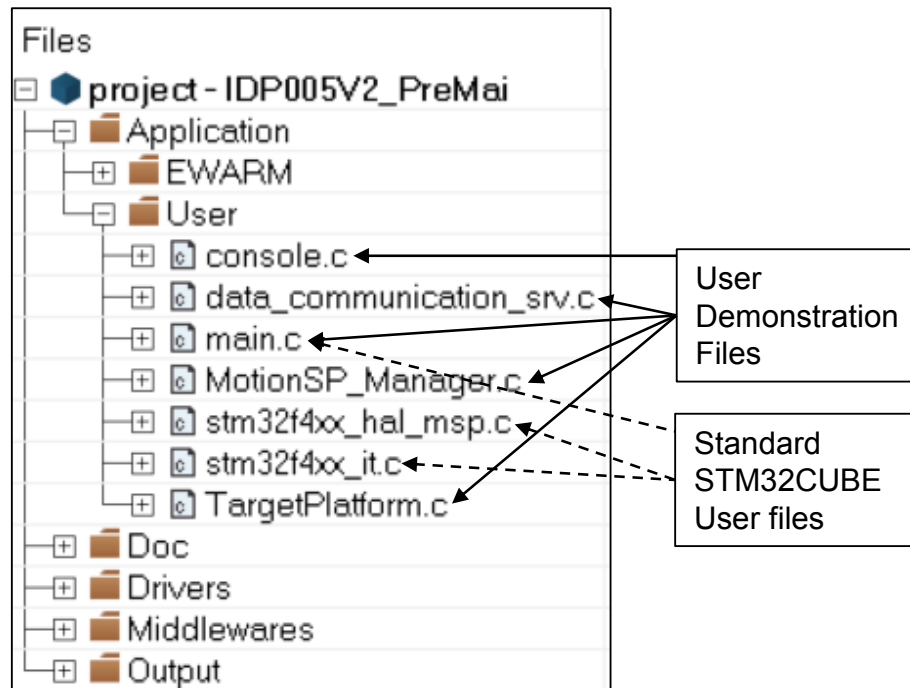 Files
project - IDP005V2_PreMai
Application
EWARM
User
console.c
data_communication_srv.c
main.c
MotionSP_Manager.c
stm32f4xx_hal_msp.c
stm32f4xx_it.c
TargetPlatform.c
Doc
Drivers
Middlewares
Output
User
Demonstration
Files
Standard
STM32CUBE
User files